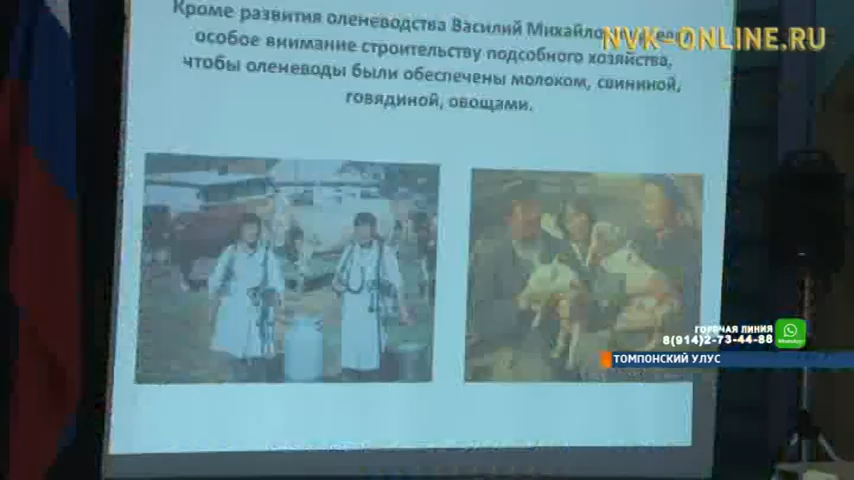 Кроме развития оленеводства Василий Михайло
NVK-ONLINE.RU
особое внимание строительству подсобного хозяйства,
чтобы оленеводы были обеспечены молоком, свининой,
говядиной, овощами.
ГОРЯЧАЯ ЛИНИЯ
8(914)2-73-44-88
ТОМПОНСКИЙ УЛУС